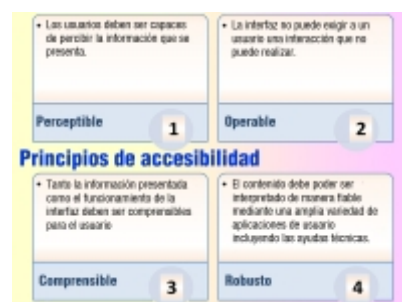 • Los usuarios deben ser capaces
de percibir la información que se
presenta.
Perceptible 1
• La interfaz no puede exigir a un
usuario una interacción que no
puede realizar.
Operable 2
Principios de accesibilidad
• Tanto la información presentada
como el funcionamiento de la
interfaz deben ser comprensibles
para el usuario
Comprensible 3
• El contenido debe poder ser
interpretado de manera fiable
mediante una amplia variedad de
aplicaciones de usuario
incluyendo las ayudas técnicas.
Robusto 4